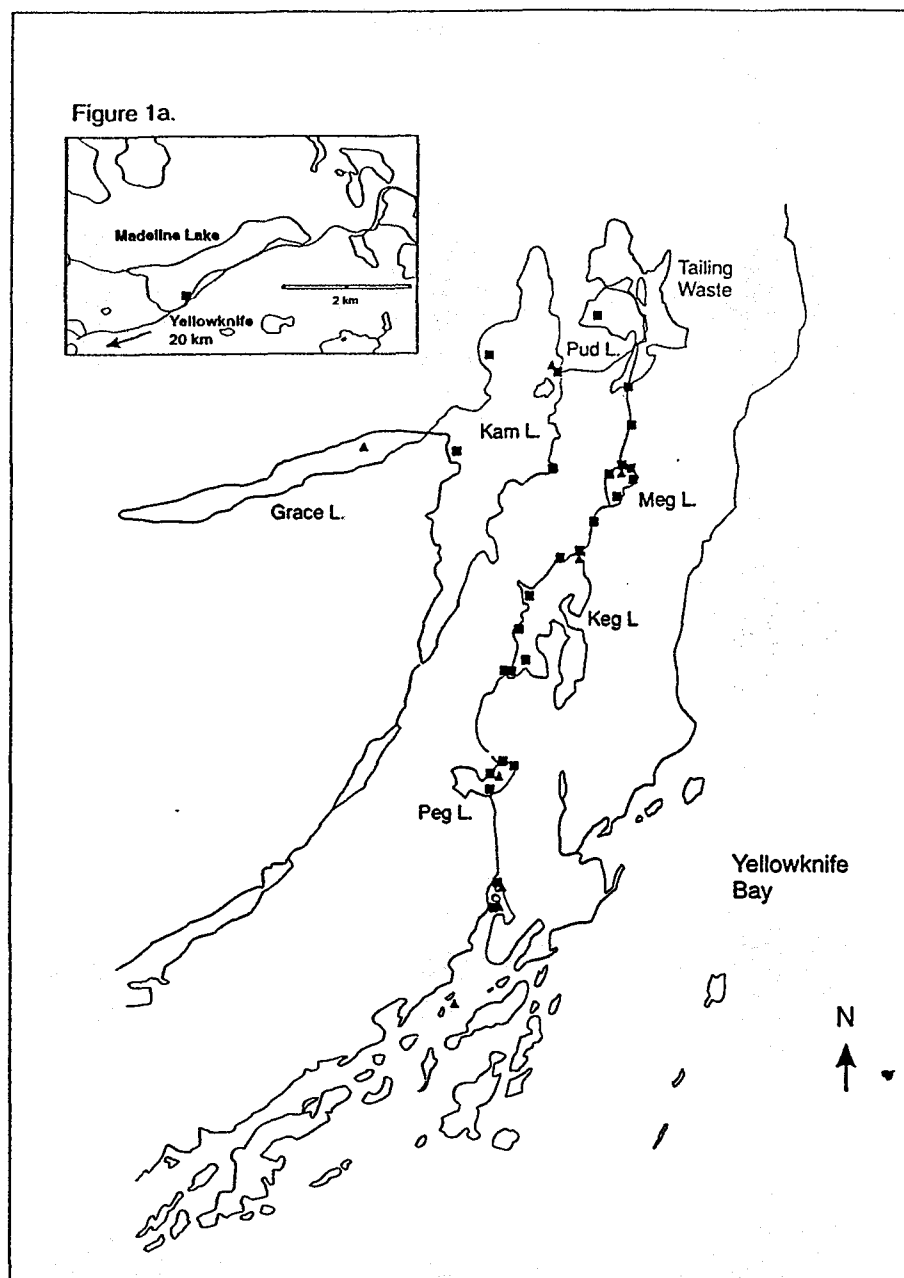 Figure 1a.
Madeline Lake
2 km
Yellowknife
20 km
Tailing
Waste
Pud L.
Kam L.
Grace L.
Meg L.
Keg L
Peg L.
Yellowknife
Bay
N